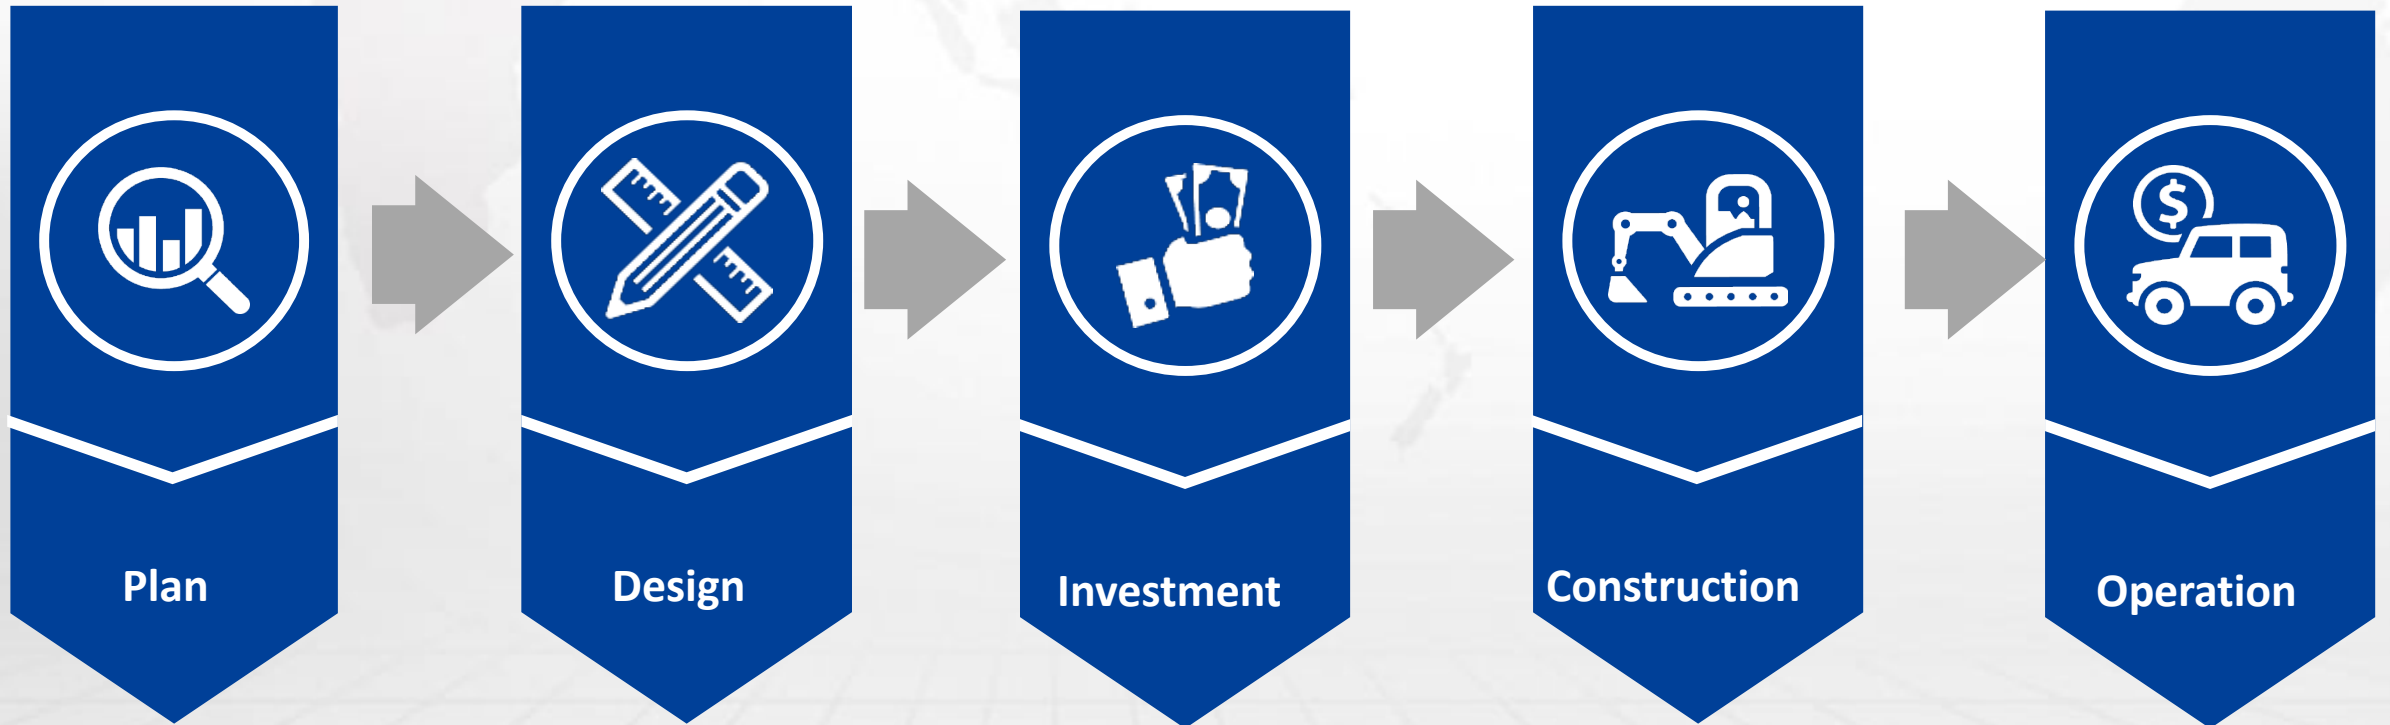 Plan
Design
Investment
Construction
Operation
$